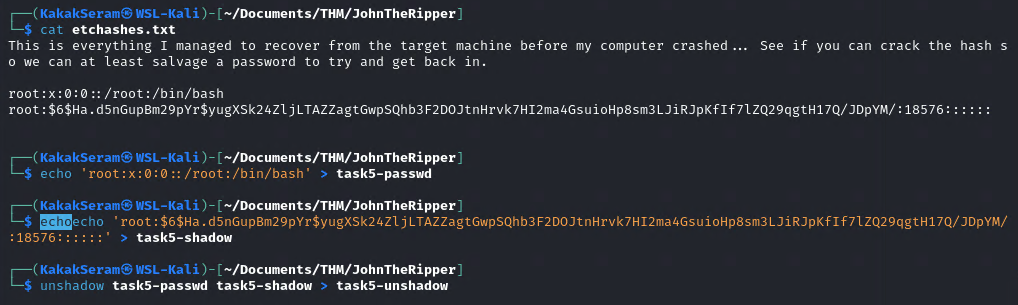 ┌──(KakakSeram㉿WSL-Kali)-[~/Documents/THM/JohnTheRipper]
└─$ cat etchashes.txt
This is everything I managed to recover from the target machine before my computer crashed... See if you can crack the hash s
o we can at least salvage a password to try and get back in.
root:x:0:0::/root:/bin/bash
root:$6$Ha.d5nGupBm29pYr$yugXSk24ZljLTAZZagtGwpSQhb3F2DOJtnHrvk7HI2ma4GsuioHp8sm3LJiRJpKfIf7lZQ29qgtH17Q/JDpYM/:18576::::::
┌──(KakakSeram㉿WSL-Kali)-[~/Documents/THM/JohnTheRipper]
└─$ echo 'root:x:0:0::/root:/bin/bash' > task5-passwd
┌──(KakakSeram㉿WSL-Kali)-[~/Documents/THM/JohnTheRipper]
└─$ echoecho 'root:$6$Ha.d5nGupBm29pYr$yugXSk24ZljLTAZZagtGwpSQhb3F2DOJtnHrvk7HI2ma4GsuioHp8sm3LJiRJpKfIf7lZQ29qgtH17Q/JDpYM/
:18576::::::' > task5-shadow
┌──(KakakSeram㉿WSL-Kali)-[~/Documents/THM/JohnTheRipper]
└─$ unshadow task5-passwd task5-shadow > task5-unshadow